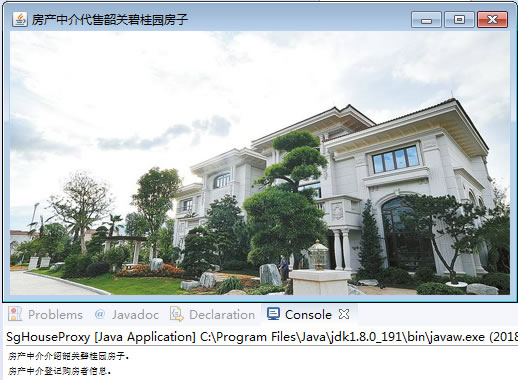 房产中介代售韶关碧桂园房子
Problems @ Javadoc Declaration Console
SgHouseProxy [Java Application] C:\Program Files\Java\jdk1.8.0_191\bin\javaw.exe (2018
房产中介介绍韶关碧桂园房子。
房产中介登记购房者信息。